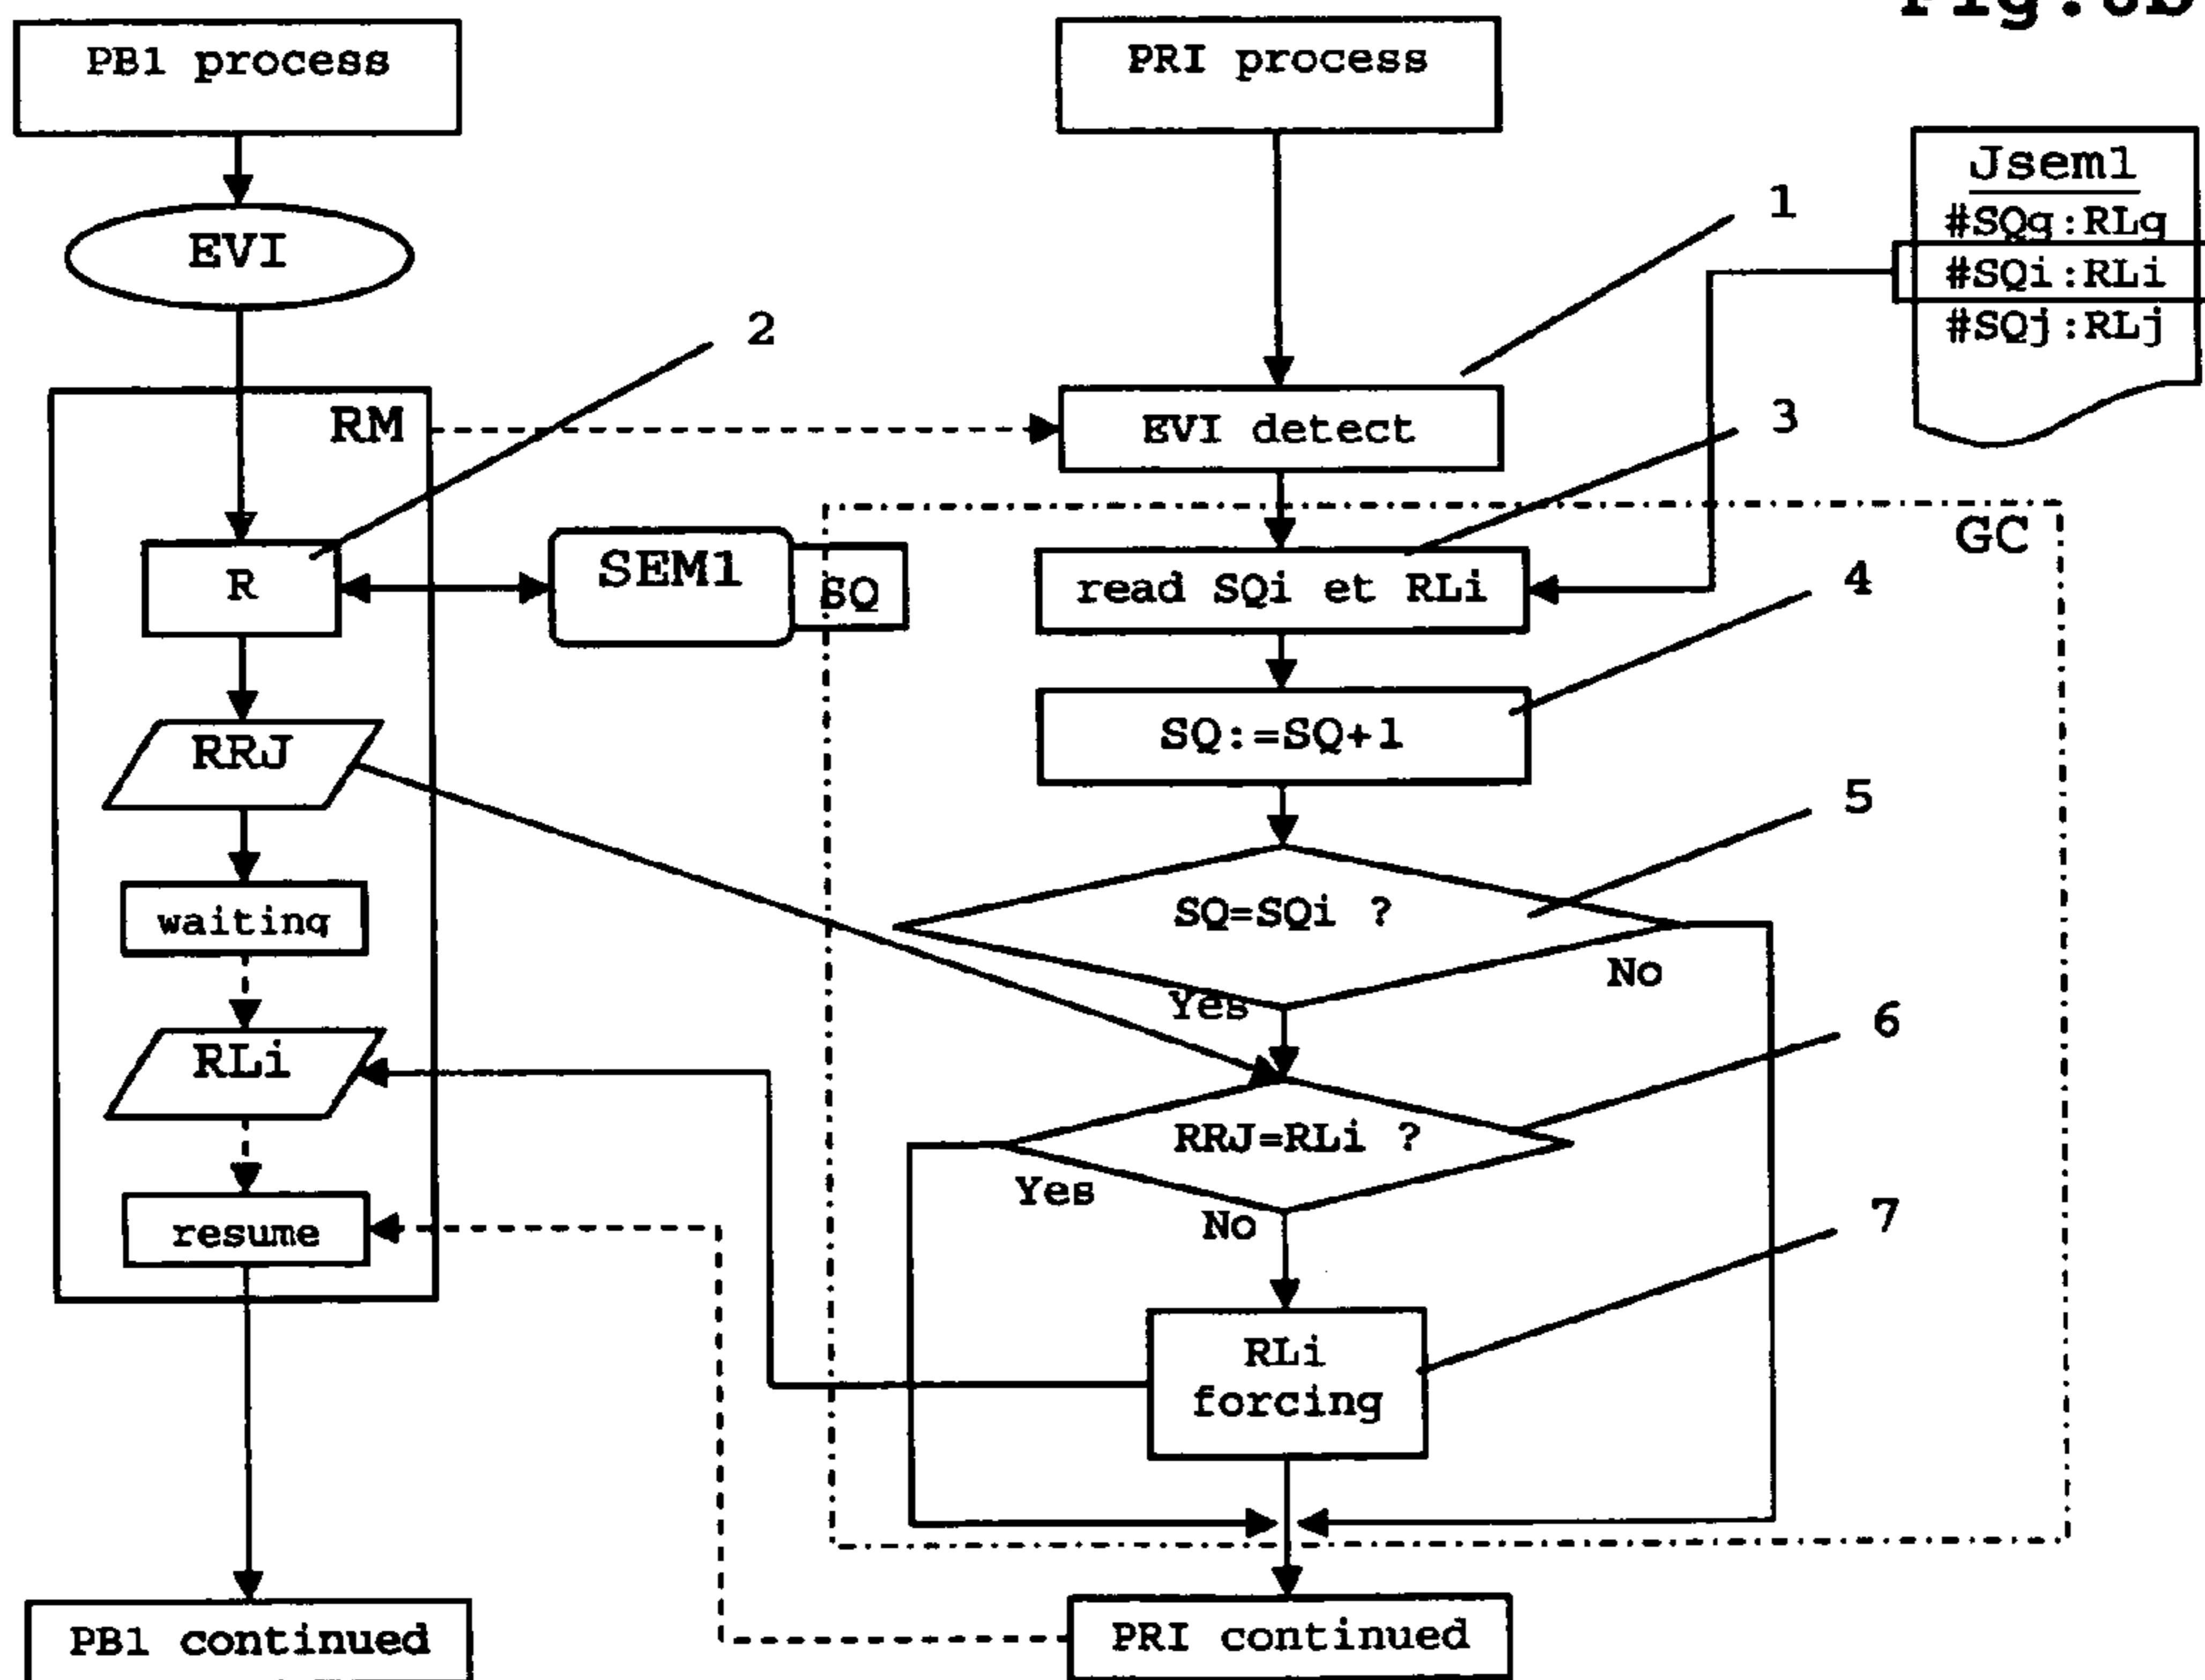 PB1 process
PRI process
EVI
Jsem1
#SQg:RLg
#SQi:RLi
#SQj:RLj
1
2
RM
EVI detect
3
GC
R
SEM1
SQ
read SQi et RLi
4
RRJ
SQ:=SQ+1
5
waiting
SQ=SQi ?
No
Yes
RLi
6
RRJ=RLi ?
Yes
No
resume
7
RLi
forcing
PB1 continued
PRI continued